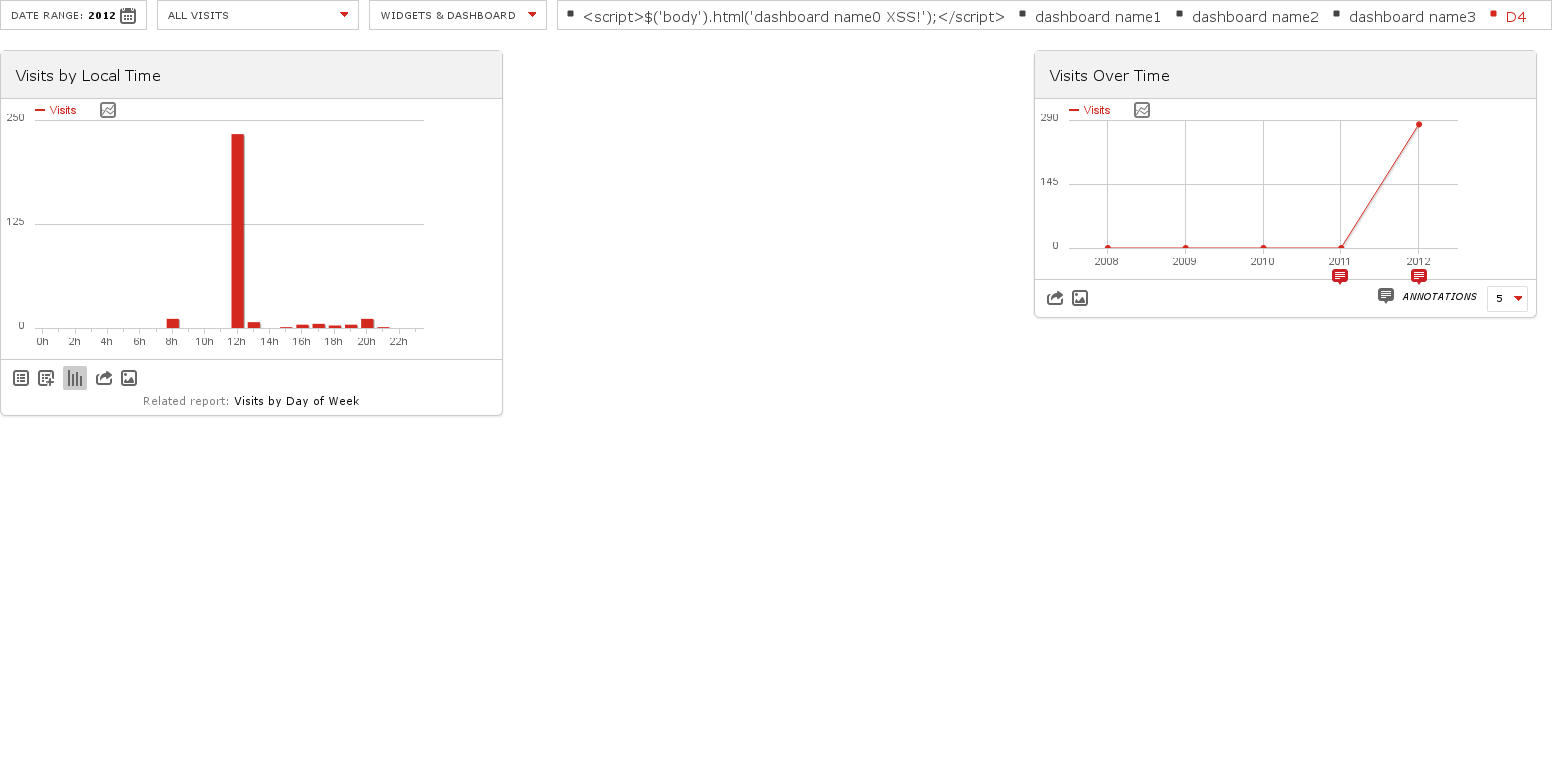 DATE RANGE: 2012 ALL VISITS WIDGETS & DASHBOARD <script>$('body').html('dashboard name0 XSS!');</script> dashboard name1 dashboard name2 dashboard name3 D4
Visits by Local Time
Visits
250
125
0
0h 2h 4h 6h 8h 10h 12h 14h 16h 18h 20h 22h
Related report: Visits by Day of Week
Visits Over Time
Visits
290
145
0
2008 2009 2010 2011 2012
ANNOTATIONS 5